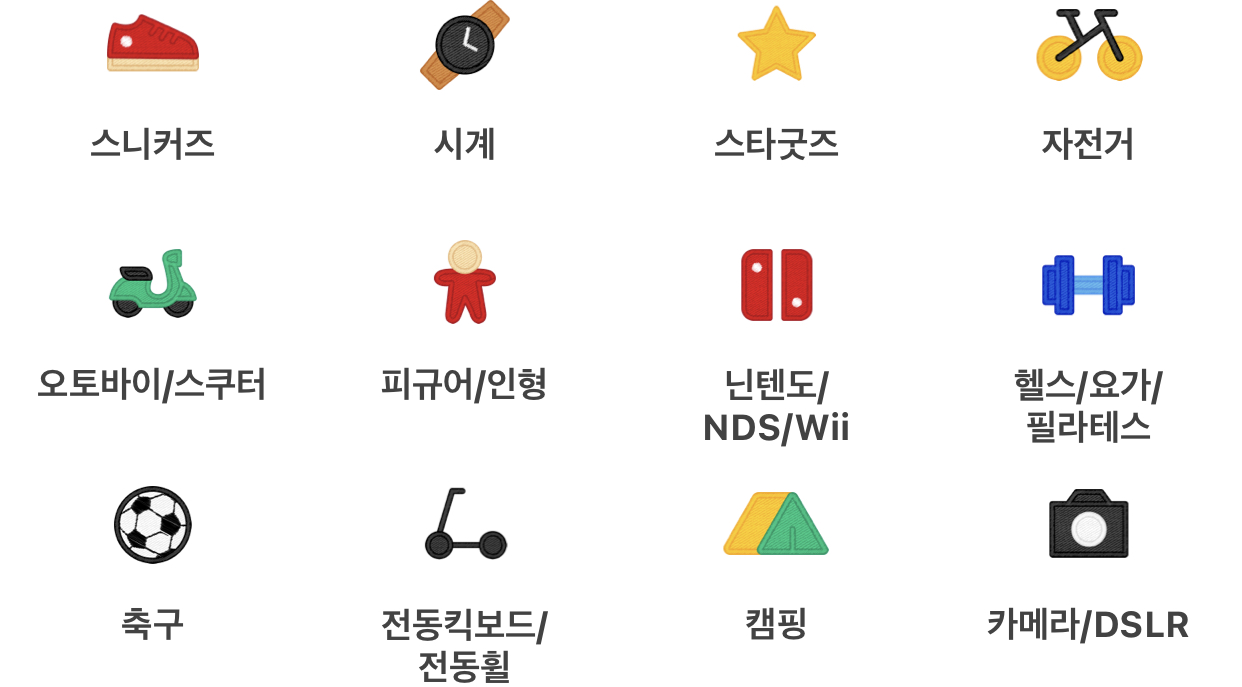 스니커즈
시계
스타굿즈
자전거
오토바이/스쿠터
피규어/인형
닌텐도/
NDS/Wii
헬스/요가/
필라테스
축구
전동킥보드/
전동휠
캠핑
카메라/DSLR